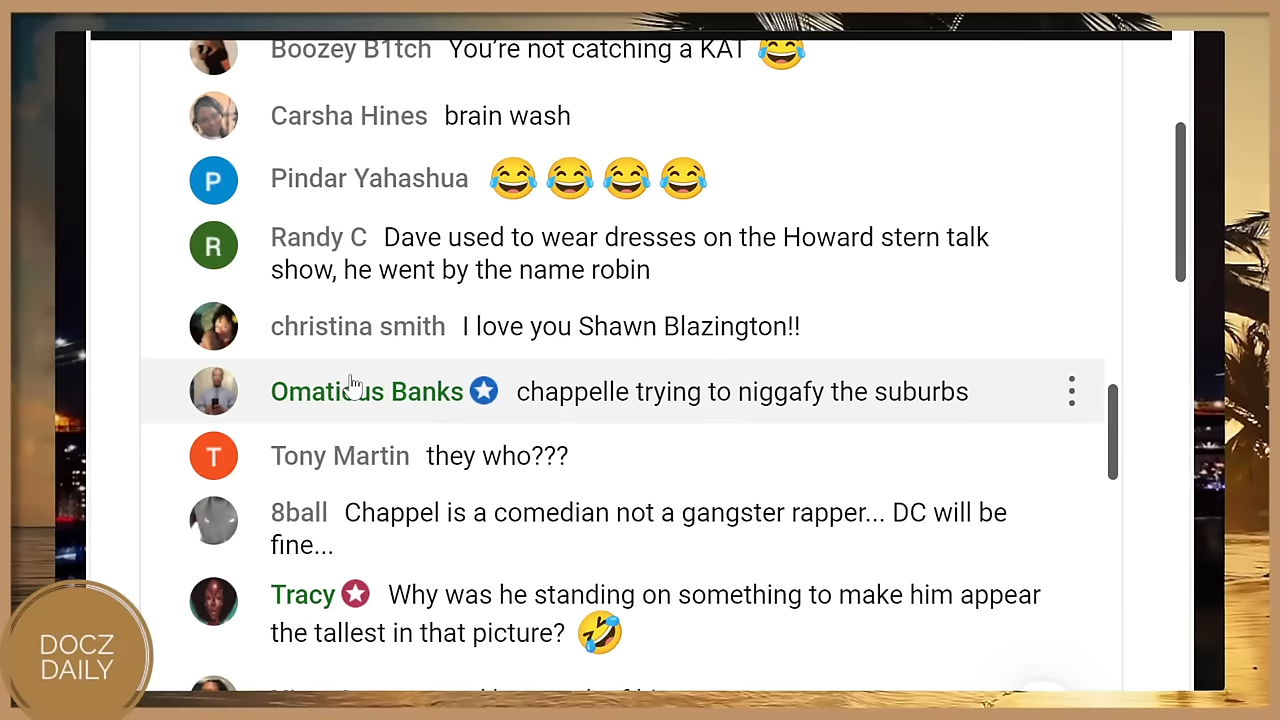 Boozey B1tch You’re not catching a KAT 😂
Carsha Hines brain wash
P Pindar Yahashua 😂 😂 😂 😂
R Randy C Dave used to wear dresses on the Howard stern talk
show, he went by the name robin
christina smith I love you Shawn Blazington!!
Omaticus Banks chappelle trying to niggafy the suburbs
T Tony Martin they who???
8ball Chappel is a comedian not a gangster rapper... DC will be
fine...
Tracy Why was he standing on something to make him appear
the tallest in that picture? 🤣
DOCZ
DAILY